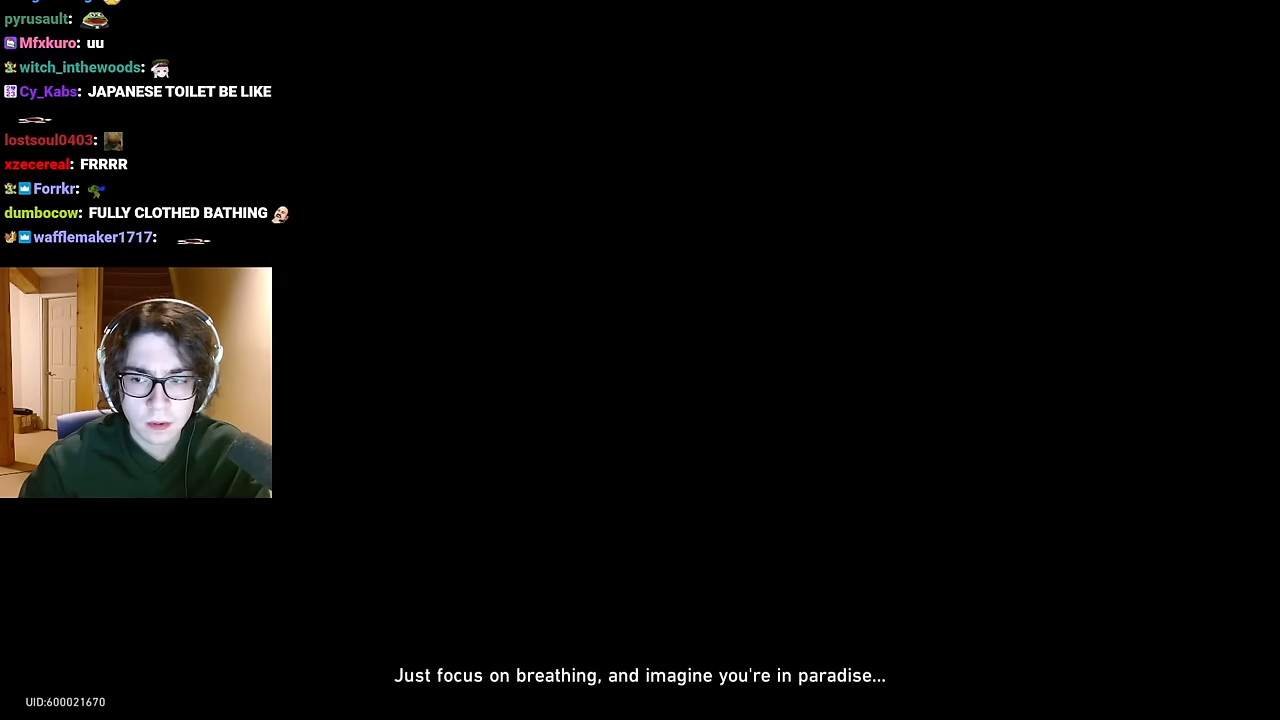 pyrusault:
Mfxkuro: uu
witch_inthewoods:
Cy_Kabs: JAPANESE TOILET BE LIKE
lostsoul0403:
xzecereal: FRRRR
Forrkr:
dumbocow: FULLY CLOTHED BATHING
wafflemaker1717:
Just focus on breathing, and imagine you're in paradise...
UID:600021670